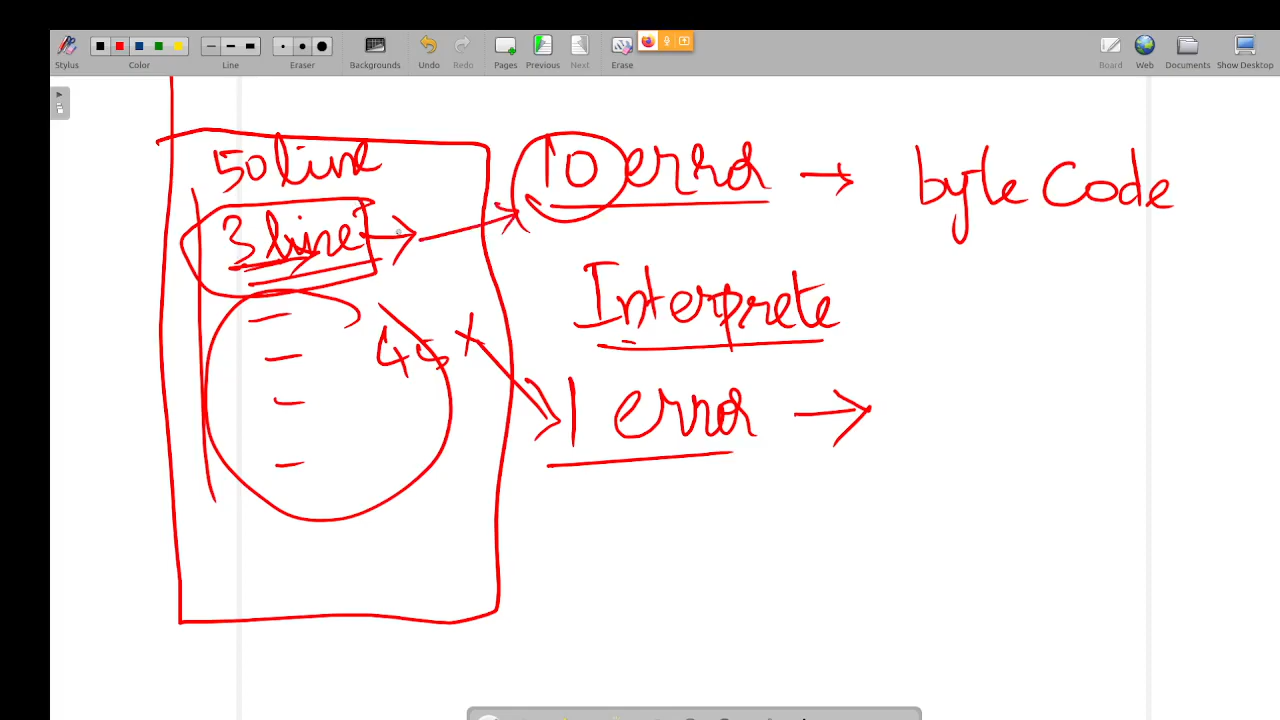 Stylus
Color
Line
Eraser
Backgrounds
Undo
Redo
Pages
Previous
Next
Erase
Board
Web
Documents
Show Desktop
50 line
10 error → byte Code
3 line →
Interprete
1 error →